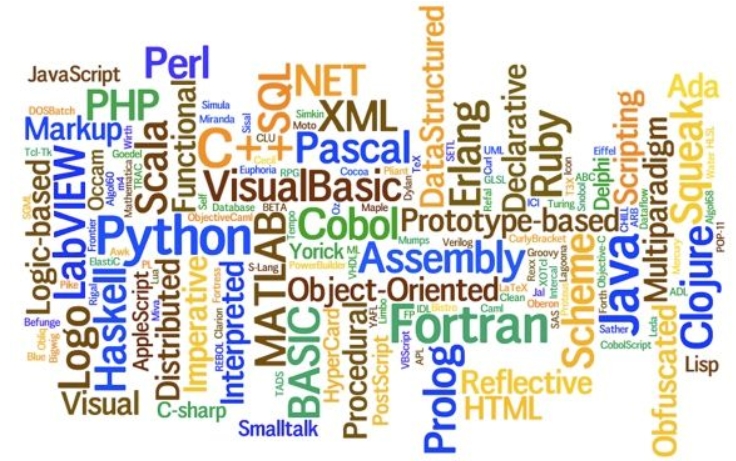 JavaScript
Perl
PHP
DOSBatch
Markup
Tcl-Tk
Wirth
Goedel
Scala
Functional
Simula
Miranda
Sisal
C++
CLU
Cecil
SQL
.NET
Simkin
Moto
XML
Pascal
TeX
DataStructured
SETL
Erlang
Curl
UML
GLSL
Declarative
Ruby
Icon
T3X
ABC
Snobol
Eiffel
Delphi
Scripting
Multiparadigm
Squeak
Ada
Water
HLSL
Logic-based
LabVIEW
Occam
Algol60
m4
Mathematica
TRAC
Self
Database
ObjectiveCaml
Euphoria
RPG
VisualBasic
BETA
Cocoa
Pliant
Dylan
Oz
Maple
Refal
ICI
Turing
Prototype-based
CHILL
ARB
Dataflow
Algol68
POP-11
Frontier
Python
Awk
ElastiC
Pike
Rigal
PL
Lua
Miva
S-Lang
MATLAB
Tempo
Cobol
Yorick
ML
VHDL
PowerBuilder
Mumps
Verilog
CurlyBracket
Assembly
Rexx
Groovy
XOTcl
Lagoona
Objective-C
Scheme
Java
Forth
Mercury
ADL
Clojure
Befunge
Bigwig
Blue
Logo
Haskell
AppleScript
Distributed
Imperative
Fortress
Clarion
REBOL
Interpreted
Object-Oriented
LaTeX
Clean
Jal
Intercal
Oberon
SAS
BASIC
TADS
HyperCard
Procedural
YAFL
Limbo
PostScript
FP
IDL
Bistro
Caml
Fortran
VBScript
APL
Prolog
Reflective
HTML
Sather
CobolScript
Leda
Obfuscated
Lisp
Visual
C-sharp
Smalltalk